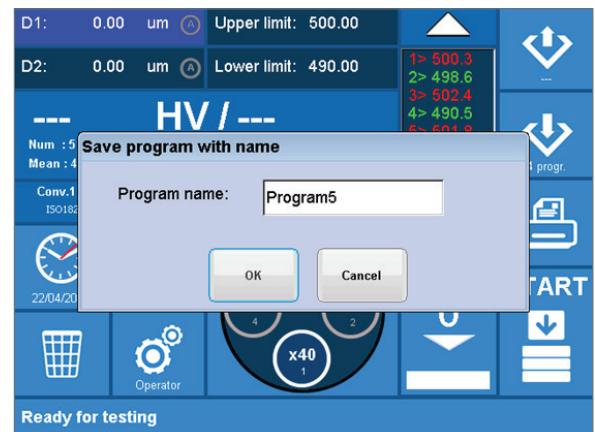 D1: 0.00 um A Upper limit: 500.00
D2: 0.00 um A Lower limit: 490.00
1> 500.3
2> 498.6
3> 502.4
4> 490.5
---
--- HV / ---
Num : 5
Mean : 4
Save program with name
progr.
Conv.1
Program name: Program5
OK Cancel
22/04/20
START
4 2
x40
1
0
Operator
Ready for testing